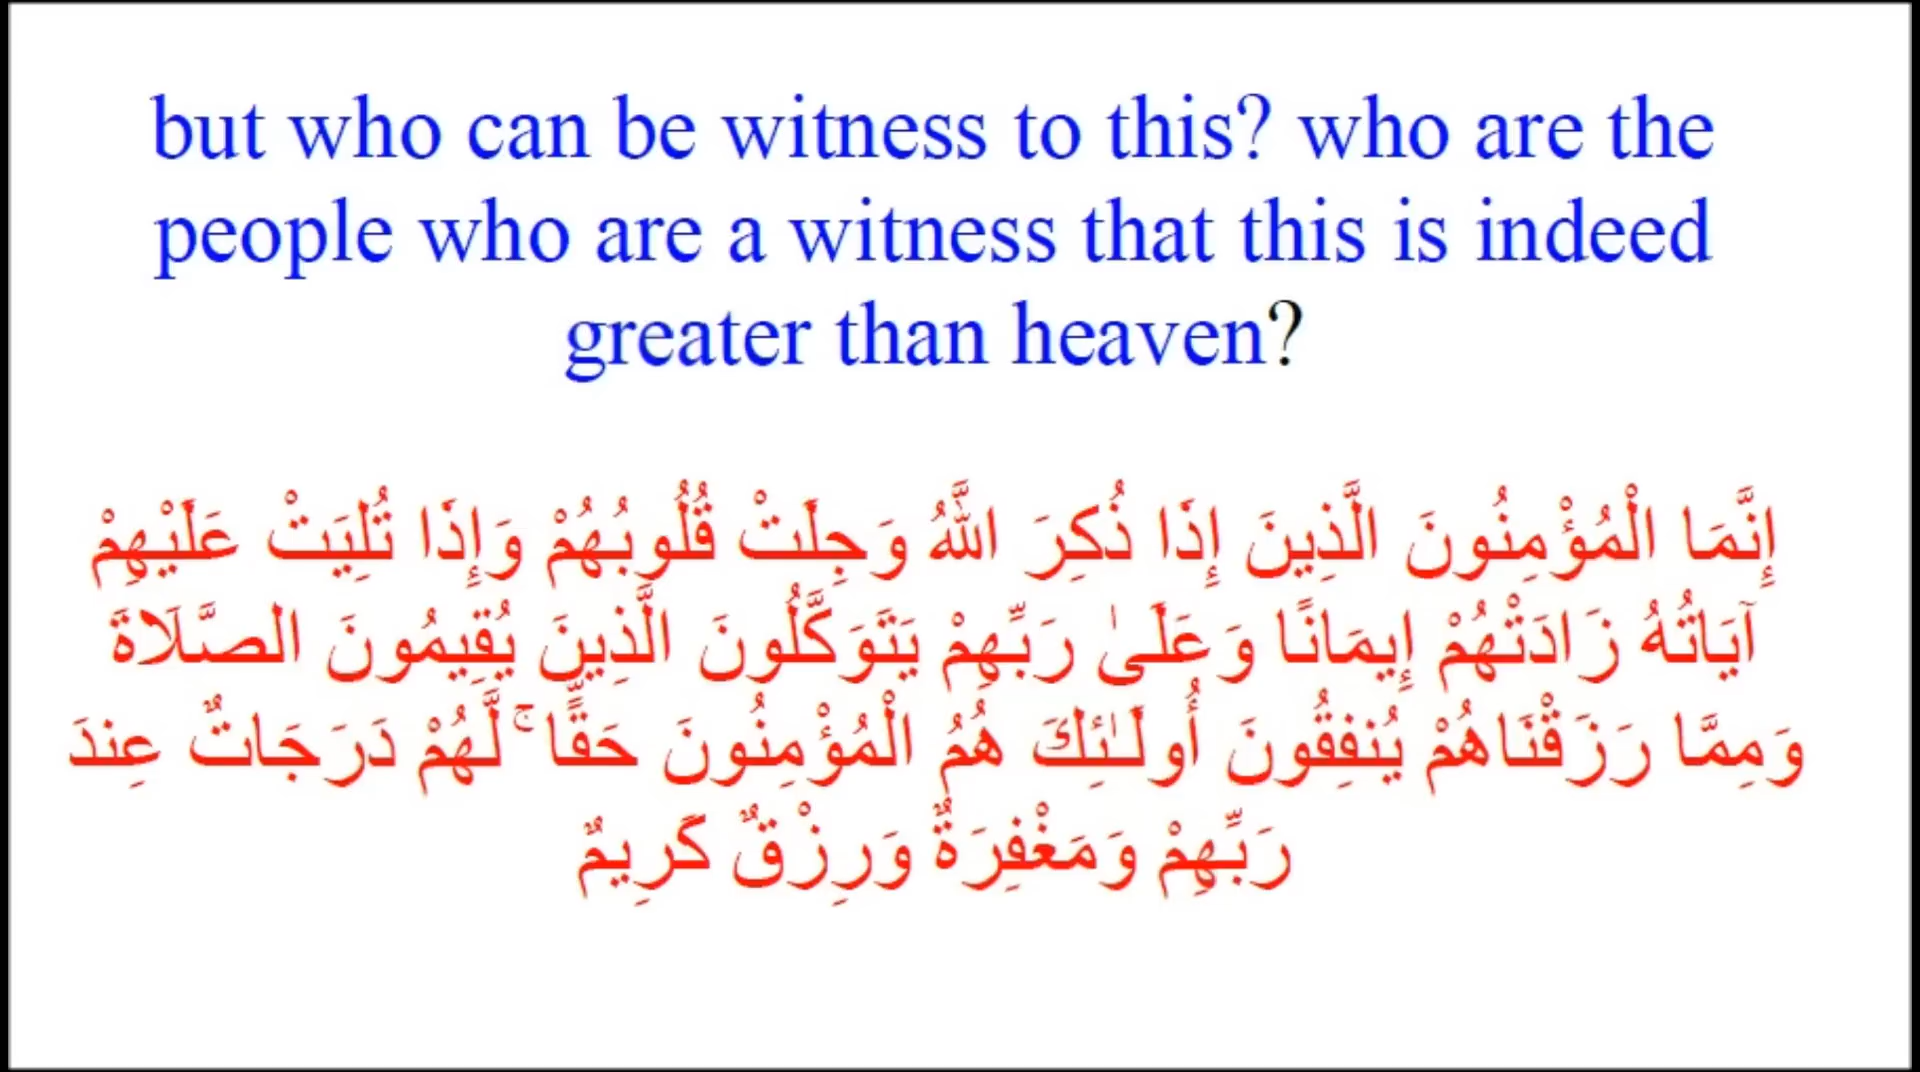 but who can be witness to this? who are the
people who are a witness that this is indeed
greater than heaven?
إِنَّمَا الْمُؤْمِنُونَ الَّذِينَ إِذَا ذُكِرَ اللَّهُ وَجِلَتْ قُلُوبُهُمْ وَإِذَا تُلِيَتْ عَلَيْهِمْ
آيَاتُهُ زَادَتْهُمْ إِيمَانًا وَعَلَىٰ رَبِّهِمْ يَتَوَكَّلُونَ الَّذِينَ يُقِيمُونَ الصَّلَاةَ
وَمِمَّا رَزَقْنَاهُمْ يُنفِقُونَ أُولَـٰئِكَ هُمُ الْمُؤْمِنُونَ حَقًّا ۚ لَّهُمْ دَرَجَاتٌ عِندَ
رَبِّهِمْ وَمَغْفِرَةٌ وَرِزْقٌ كَرِيمٌ